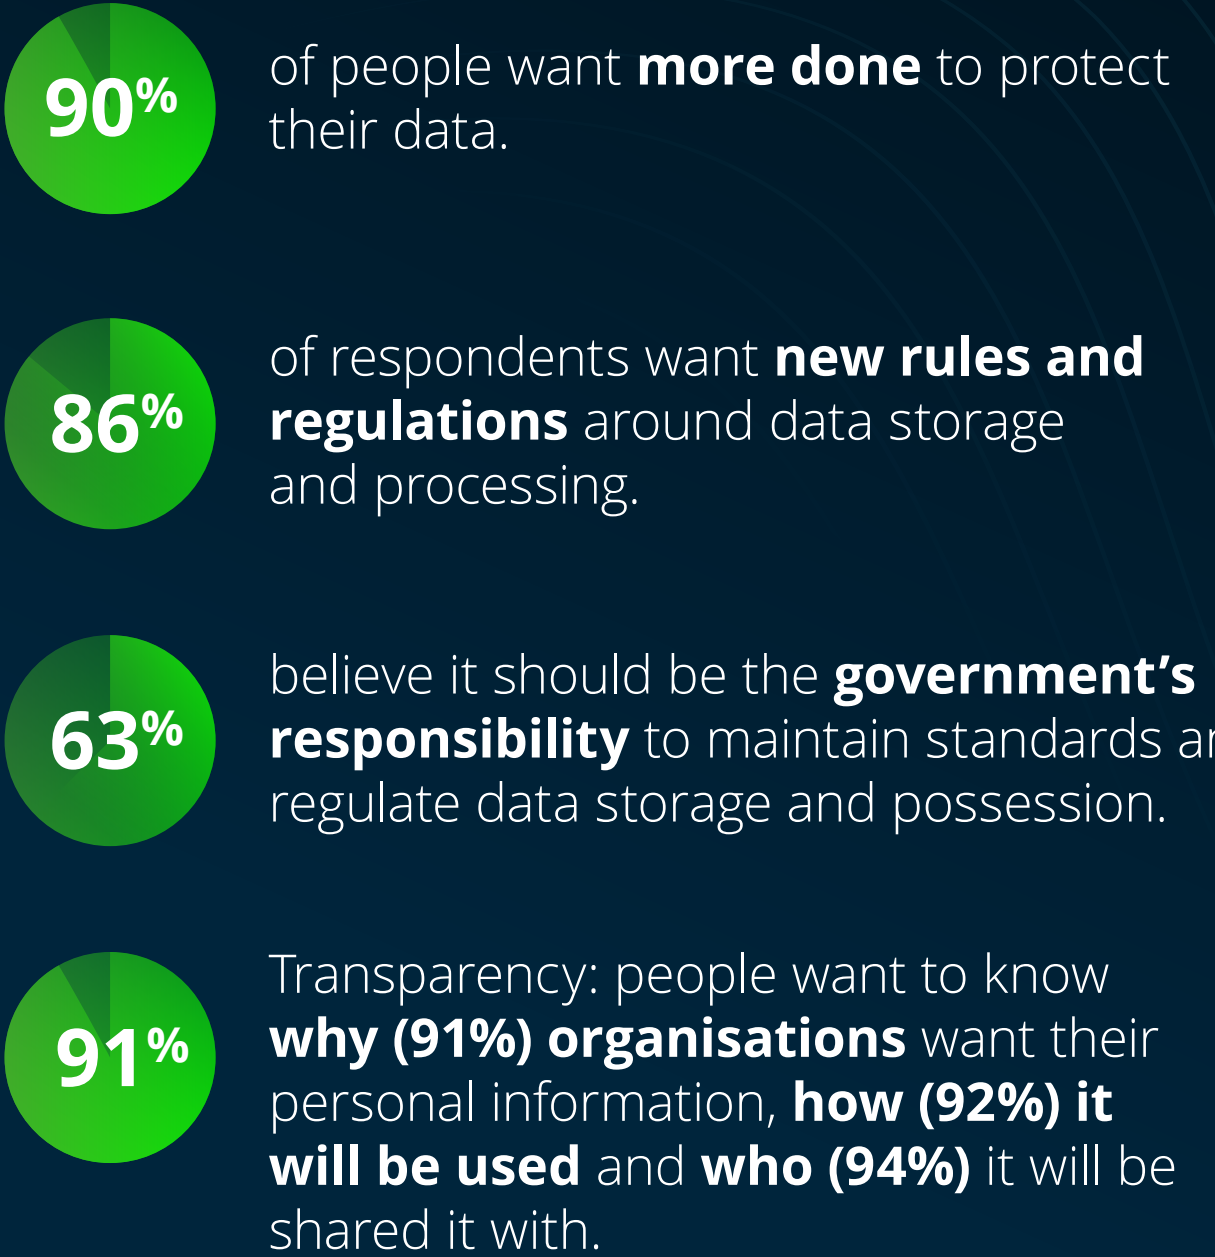 90%
of people want more done to protect
their data.
86%
of respondents want new rules and
regulations around data storage
and processing.
63%
believe it should be the government's
responsibility to maintain standards
regulate data storage and possession.
91%
Transparency: people want to know
why (91%) organisations want their
personal information, how (92%) it
will be used and who (94%) it will be
shared it with.